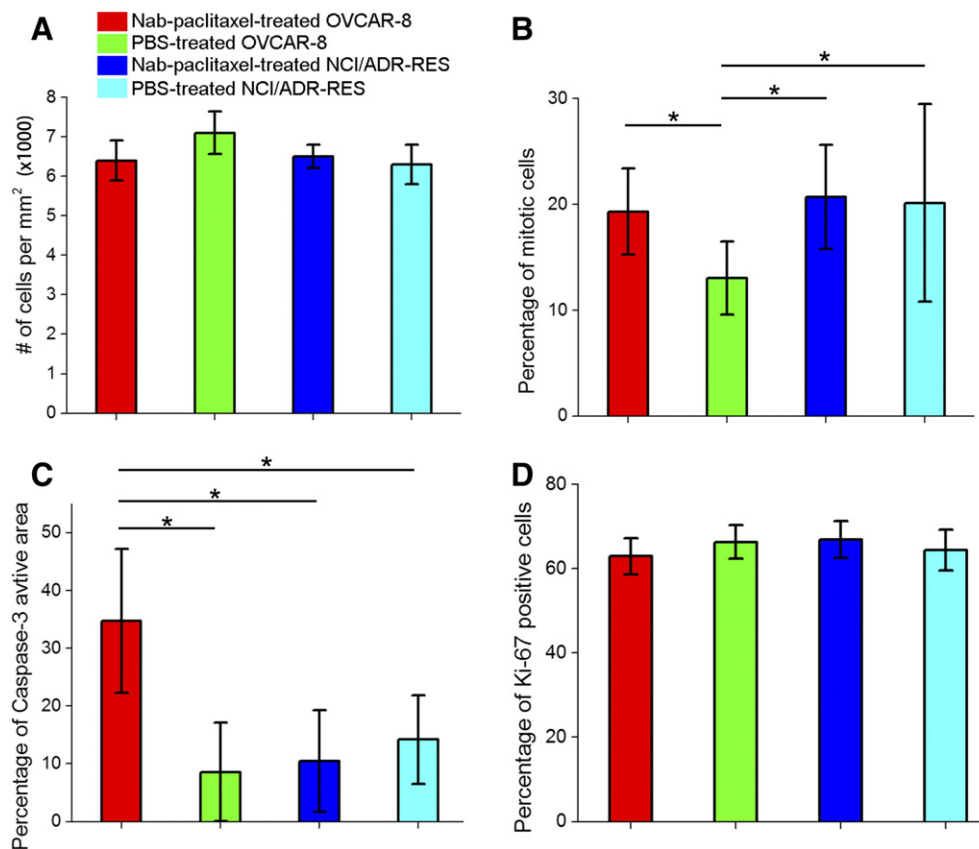 A
Nab-paclitaxel-treated OVCAR-8
PBS-treated OVCAR-8
Nab-paclitaxel-treated NCI/ADR-RES
PBS-treated NCI/ADR-RES
# of cells per mm² (x1000)
8
7
6
5
4
3
2
1
0
B
*
*
*
Percentage of mitotic cells
30
20
10
0
C
*
*
*
Percentage of Caspase-3 avtive area
50
40
30
20
10
0
D
Percentage of Ki-67 positive cells
80
60
40
20
0